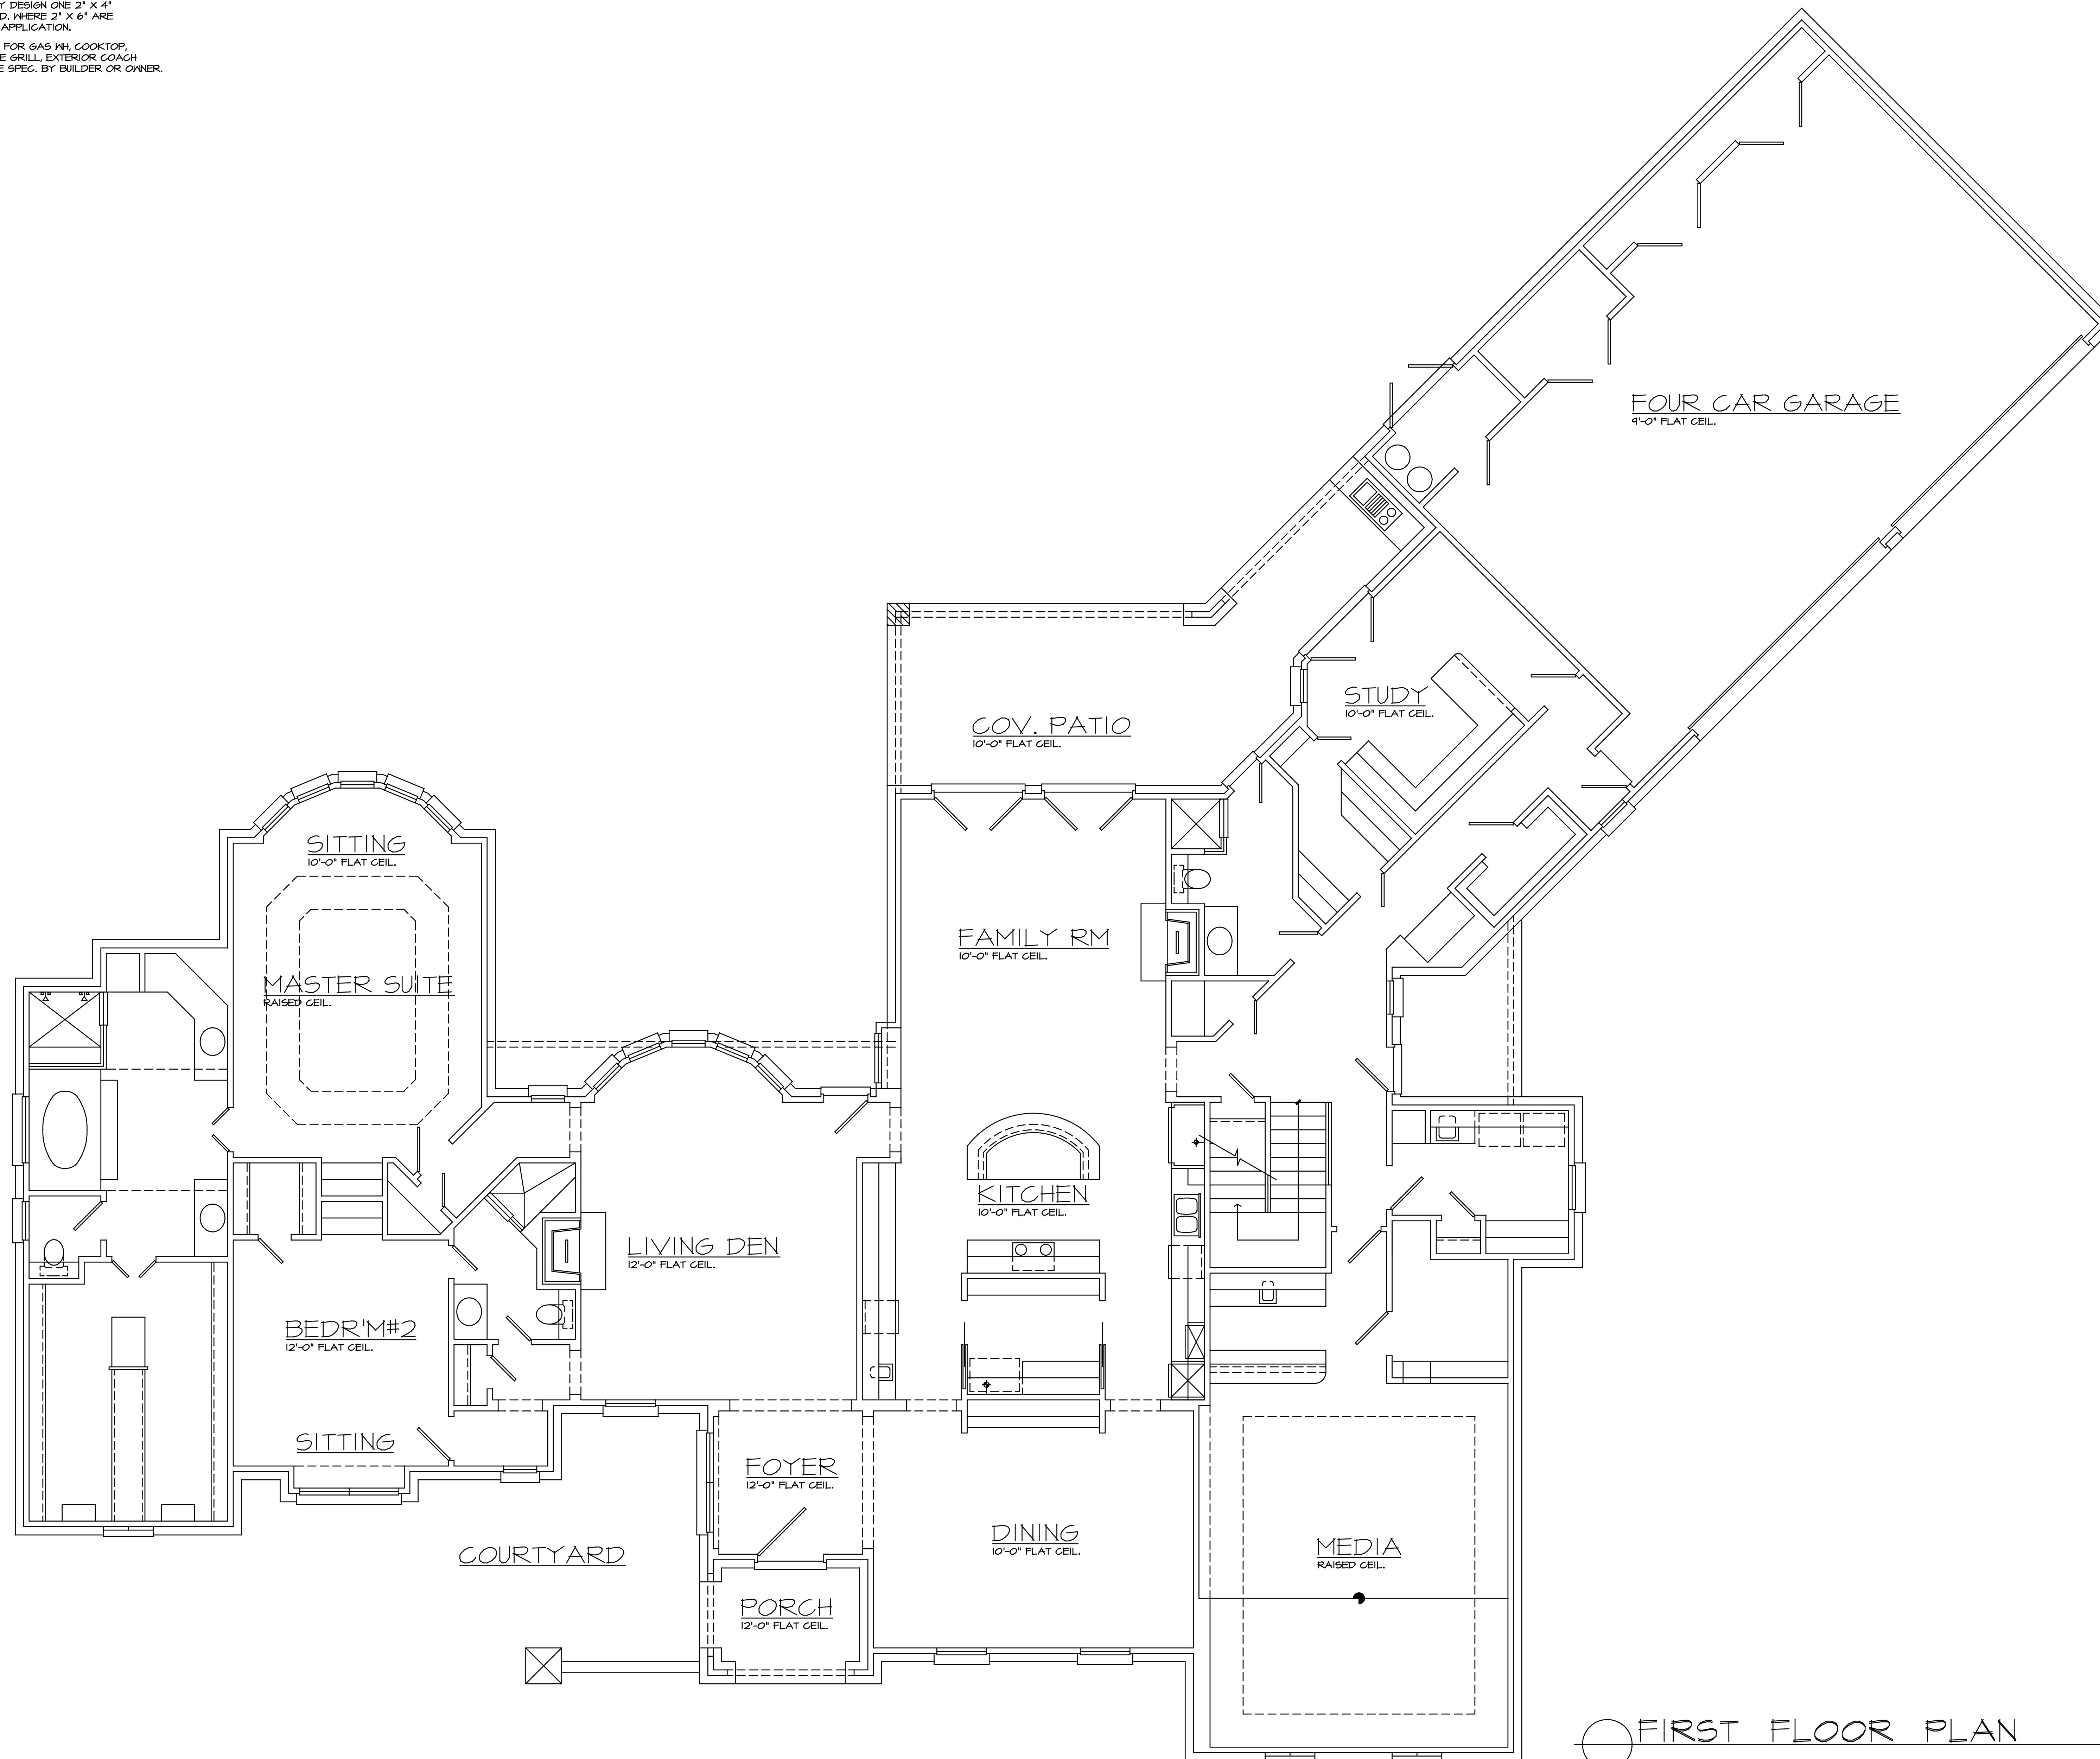 Y DESIGN ONE 2" X 4"
D. WHERE 2" X 6" ARE
APPLICATION.
FOR GAS WH, COOKTOP,
E GRILL, EXTERIOR COACH
E SPEC. BY BUILDER OR OWNER.
FOUR CAR GARAGE
9'-0" FLAT CEIL.
STUDY
10'-0" FLAT CEIL.
COV. PATIO
10'-0" FLAT CEIL.
SITTING
10'-0" FLAT CEIL.
FAMILY RM
10'-0" FLAT CEIL.
MASTER SUITE
RAISED CEIL.
KITCHEN
10'-0" FLAT CEIL.
LIVING DEN
12'-0" FLAT CEIL.
BEDR'M#2
12'-0" FLAT CEIL.
SITTING
FOYER
12'-0" FLAT CEIL.
DINING
10'-0" FLAT CEIL.
MEDIA
RAISED CEIL.
COURTYARD
PORCH
12'-0" FLAT CEIL.
FIRST FLOOR PLAN